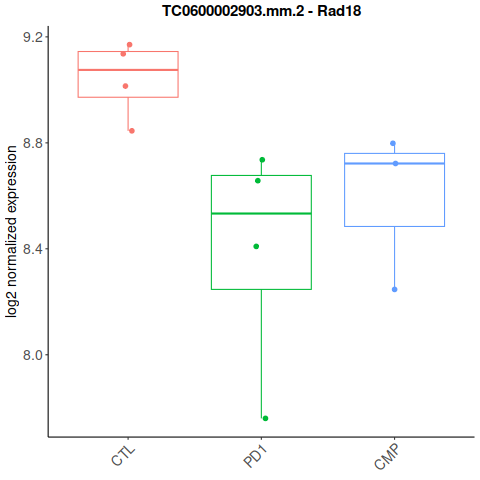 TC0600002903.mm.2 - Rad18
log2 normalized expression
9.2
8.8
8.4
8.0
CTL
PD1
CMP